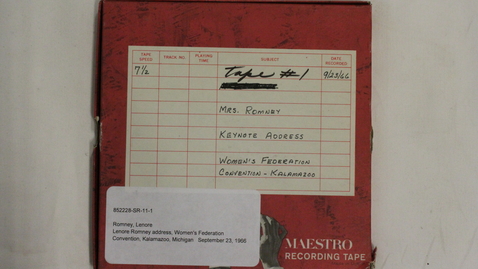 TAPE SPEED TRACK NO. PLAYING TIME SUBJECT DATE RECORDED
7½ Tape #1 9/23/66
MRS. ROMNEY
KEYNOTE ADDRESS
WOMEN'S FEDERATION
CONVENTION - KALAMAZOO
852228-SR-11-1
Romney, Lenore
Lenore Romney address, Women's Federation
Convention, Kalamazoo, Michigan September 23, 1966
MAESTRO
RECORDING TAPE